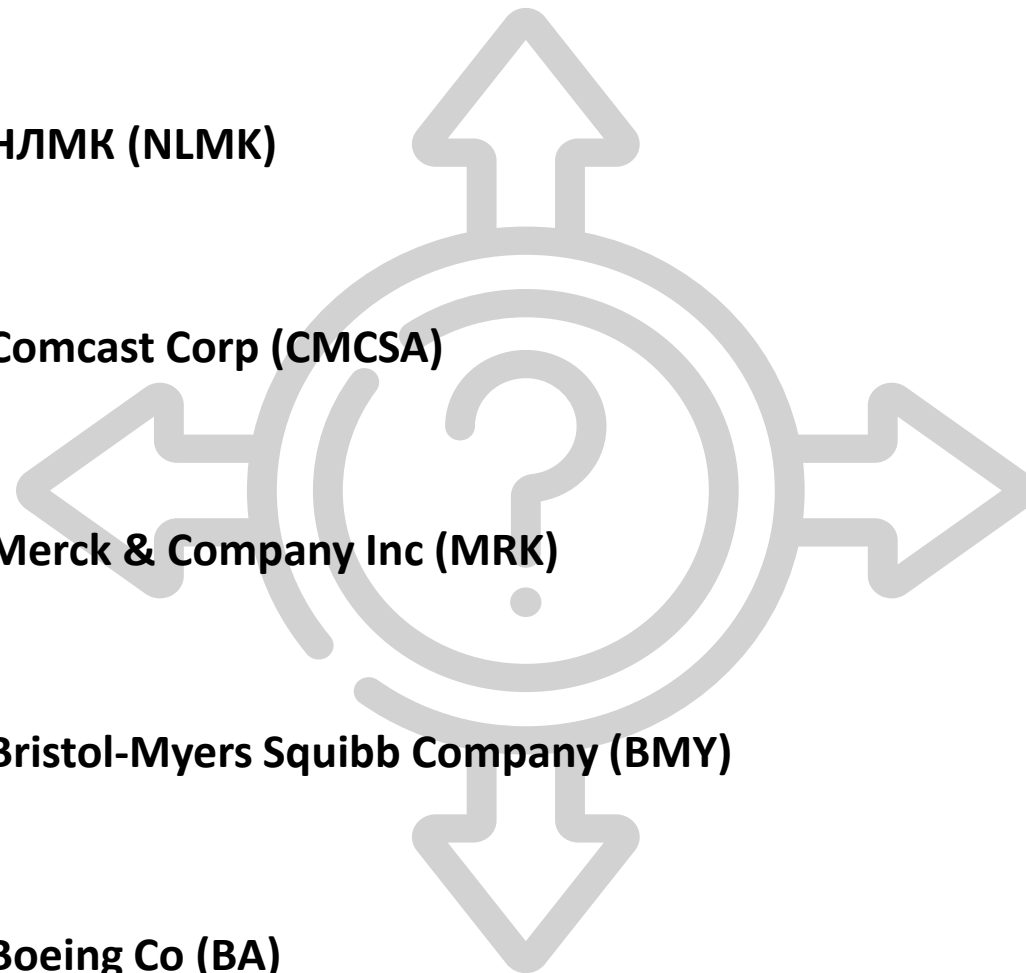 НЛМК (NLMK)
Comcast Corp (CMCSA)
Merck & Company Inc (MRK)
Bristol-Myers Squibb Company (BMY)
Boeing Co (BA)